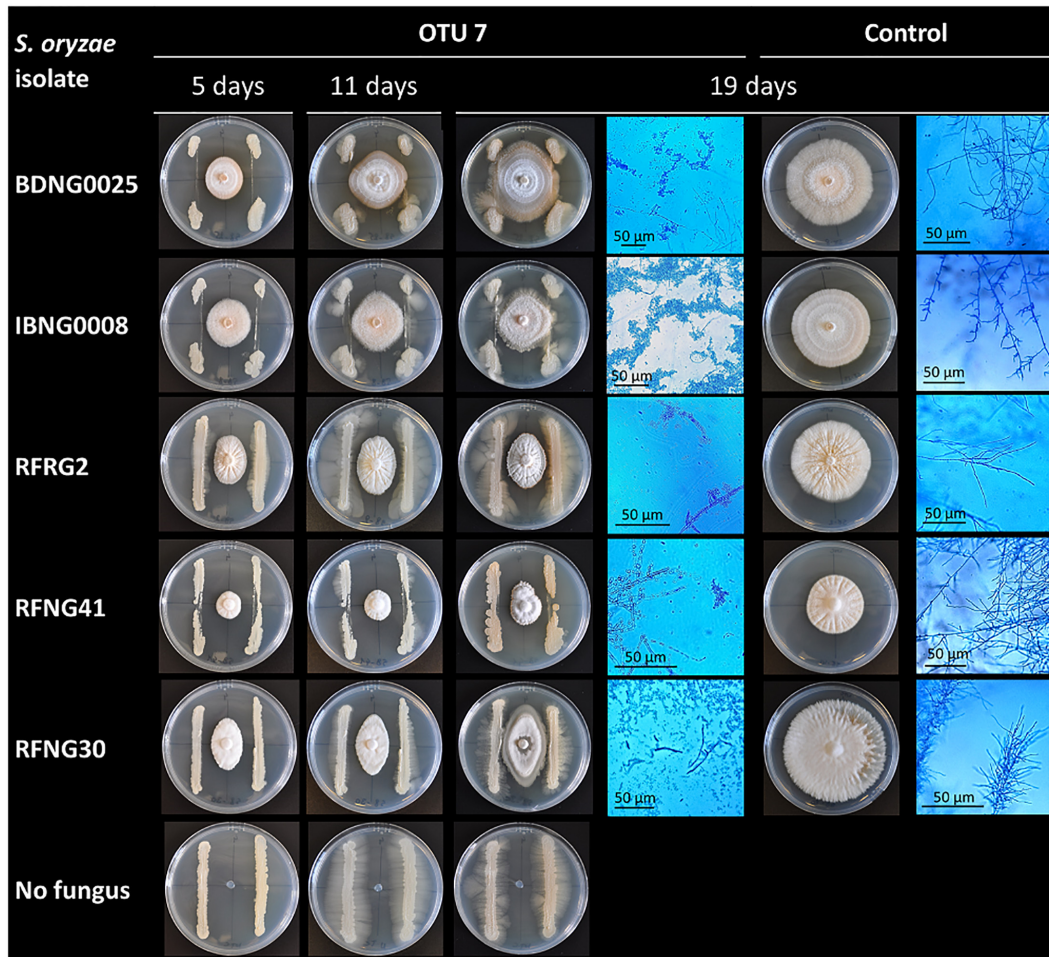 S. oryzae
isolate
OTU 7
Control
5 days
11 days
19 days
BDNG0025
50 µm
50 µm
IBNG0008
50 µm
50 µm
RFRG2
50 µm
50 µm
RFNG41
50 µm
50 µm
RFNG30
50 µm
50 µm
No fungus